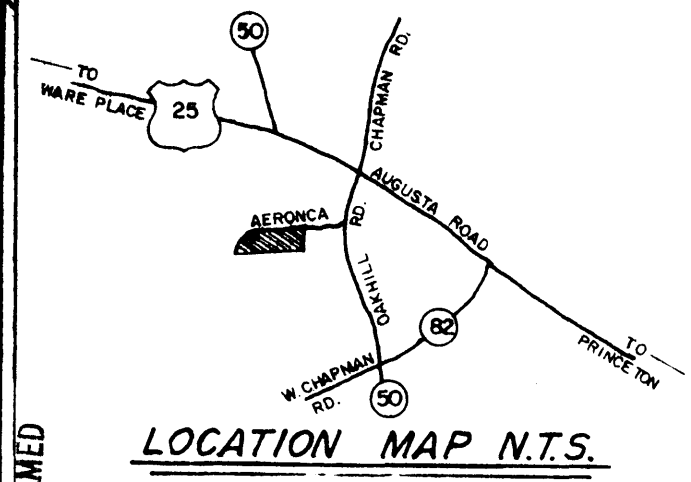 50
TO
WARE PLACE
25
CHAPMAN RD.
AUGUSTA ROAD
AERONCA RD.
OAKHILL
82
TO
PRINCETON
W. CHAPMAN
RD.
50
MED
LOCATION MAP N.T.S.